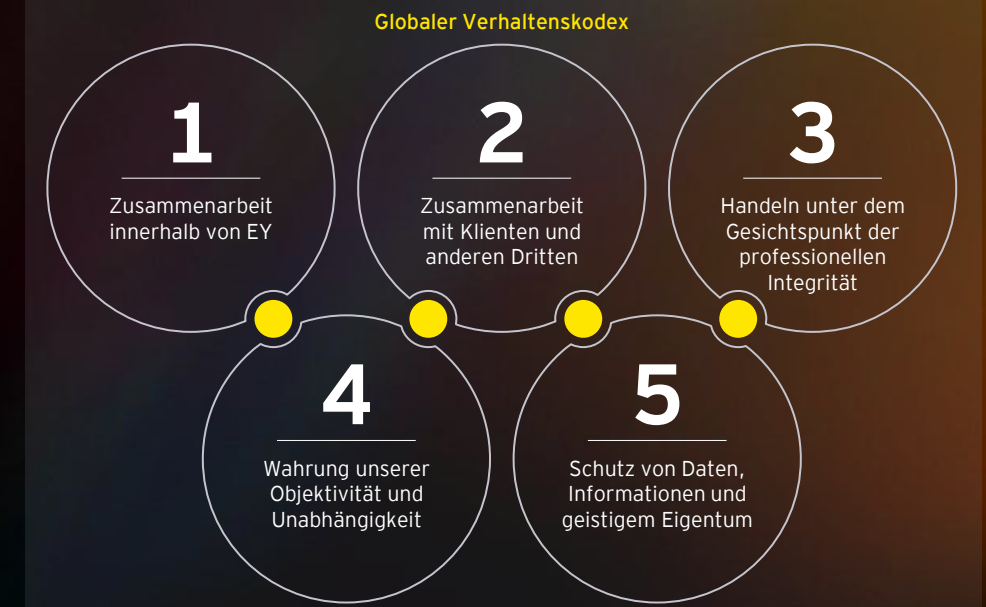 Globaler Verhaltenskodex
1
Zusammenarbeit
innerhalb von EY
2
Zusammenarbeit
mit Klienten und
anderen Dritten
3
Handeln unter dem
Gesichtspunkt der
professionellen
Integrität
4
Wahrung unserer
Objektivität und
Unabhängigkeit
5
Schutz von Daten,
Informationen und
geistigem Eigentum